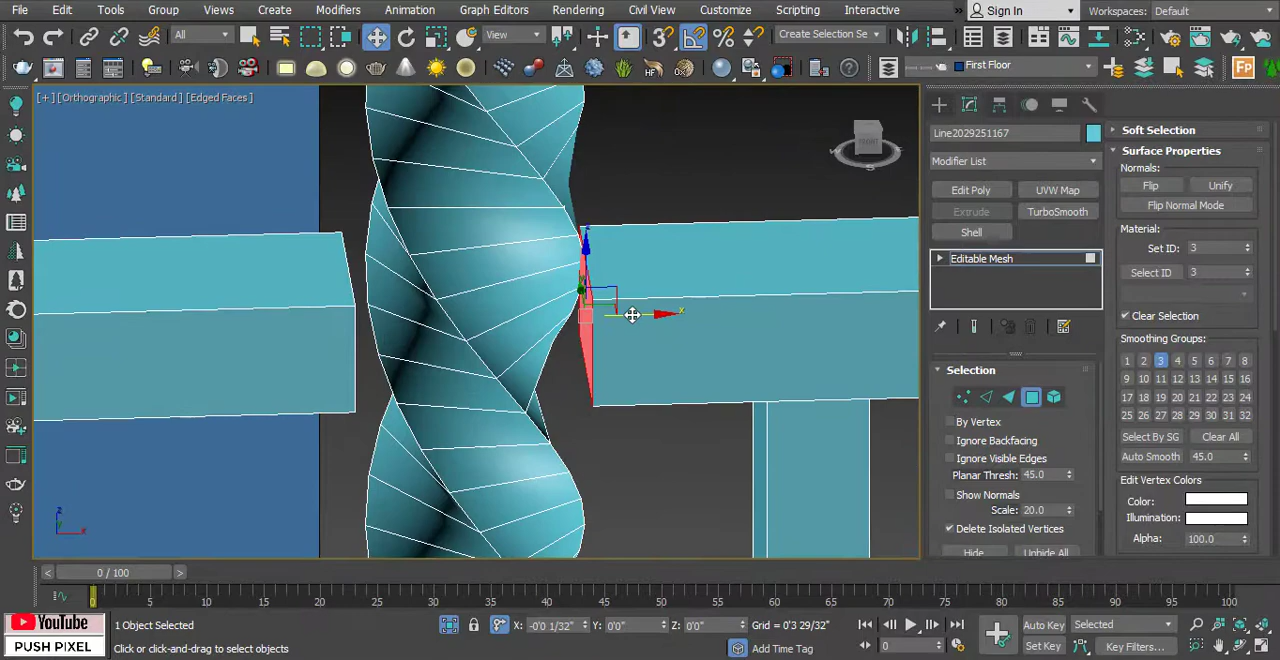 File Edit Tools Group Views Create Modifiers Animation Graph Editors Rendering Civil View Customize Scripting Interactive » Sign In Workspaces: Default
All View Create Selection Se
HF First Floor Fp
[+] [Orthographic] [Standard] [Edged Faces]
FRONT
x
z
x
Line2029251167
Modifier List
Edit Poly UVW Map
Extrude TurboSmooth
Shell
Editable Mesh
Selection
By Vertex
Ignore Backfacing
Ignore Visible Edges
Planar Thresh: 45.0
Show Normals
Scale: 20.0
Delete Isolated Vertices
Hide Unhide All
Soft Selection
Surface Properties
Normals:
Flip Unify
Flip Normal Mode
Material:
Set ID: 3
Select ID 3
Clear Selection
Smoothing Groups:
1 2 3 4 5 6 7 8
9 10 11 12 13 14 15 16
17 18 19 20 21 22 23 24
25 26 27 28 29 30 31 32
Select By SG Clear All
Auto Smooth 45.0
Edit Vertex Colors
Color:
Illumination:
Alpha: 100.0
< 0 / 100 >
0 5 10 15 20 25 30 35 40 45 50 55 60 65 70 75 80 85 90 95 100
YouTube
PUSH PIXEL
1 Object Selected
Click or click-and-drag to select objects
X: -0'0 1/32" Y: 0'0" Z: 0'0" Grid = 0'3 29/32"
Add Time Tag
0
Auto Key Selected
Set Key Key Filters...